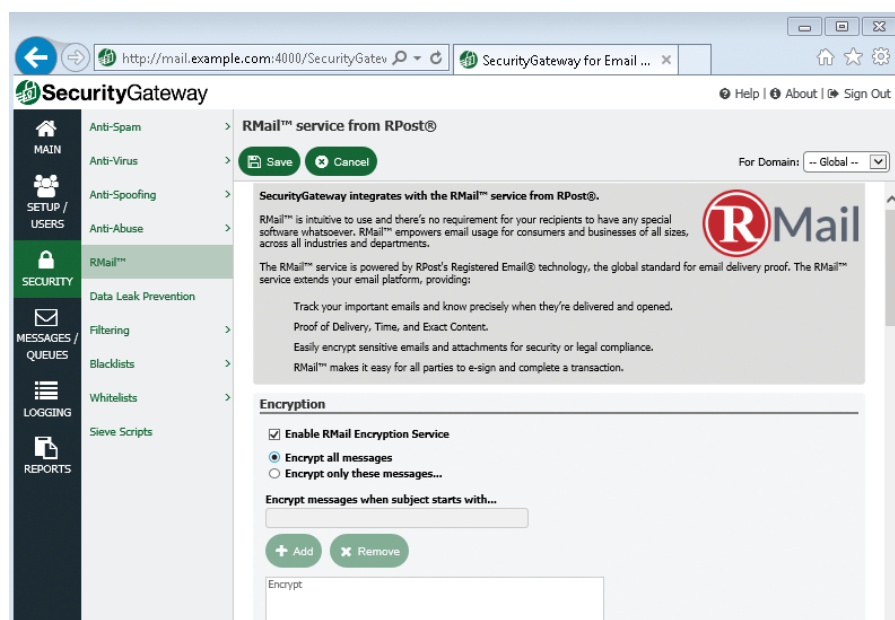 http://mail.example.com:4000/SecurityGatev
SecurityGateway for Email ...
SecurityGateway
Help | About | Sign Out
MAIN
SETUP /
USERS
SECURITY
MESSAGES /
QUEUES
LOGGING
REPORTS
Anti-Spam
Anti-Virus
Anti-Spoofing
Anti-Abuse
RMail™
Data Leak Prevention
Filtering
Blacklists
Whitelists
Sieve Scripts
RMail™ service from RPost®
Save Cancel
For Domain: -- Global --
SecurityGateway integrates with the RMail™ service from RPost®.
RMail™ is intuitive to use and there's no requirement for your recipients to have any special
software whatsoever. RMail™ empowers email usage for consumers and businesses of all sizes,
across all industries and departments.
RMail
The RMail™ service is powered by RPost's Registered Email® technology, the global standard for email delivery proof. The RMail™
service extends your email platform, providing:
Track your important emails and know precisely when they're delivered and opened.
Proof of Delivery, Time, and Exact Content.
Easily encrypt sensitive emails and attachments for security or legal compliance.
RMail™ makes it easy for all parties to e-sign and complete a transaction.
Encryption
Enable RMail Encryption Service
Encrypt all messages
Encrypt only these messages...
Encrypt messages when subject starts with...
Add Remove
Encrypt